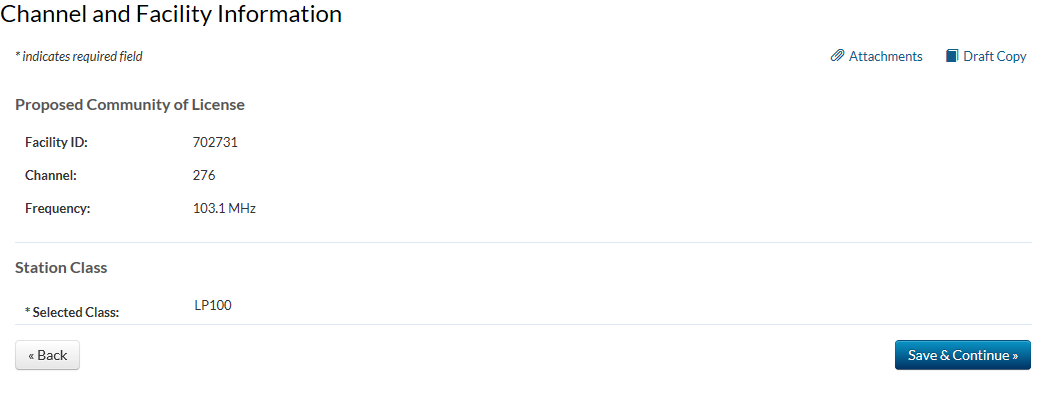 Channel and Facility Information
* indicates required field
Attachments
Draft Copy
Proposed Community of License
Facility ID: 702731
Channel: 276
Frequency: 103.1 MHz
Station Class
* Selected Class: LP100
« Back
Save & Continue »